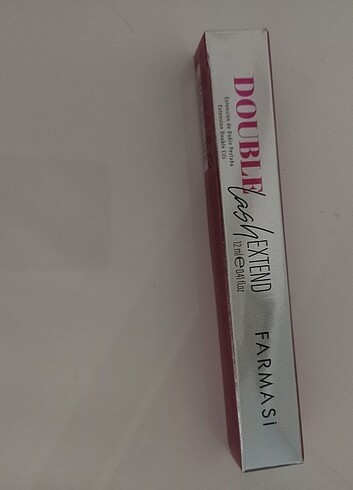 DOUBLE
lash EXTEND
Extensión de Doble Pestaña
Extension Double Cils
12 ml e 0.41 fl.oz
FARMASi